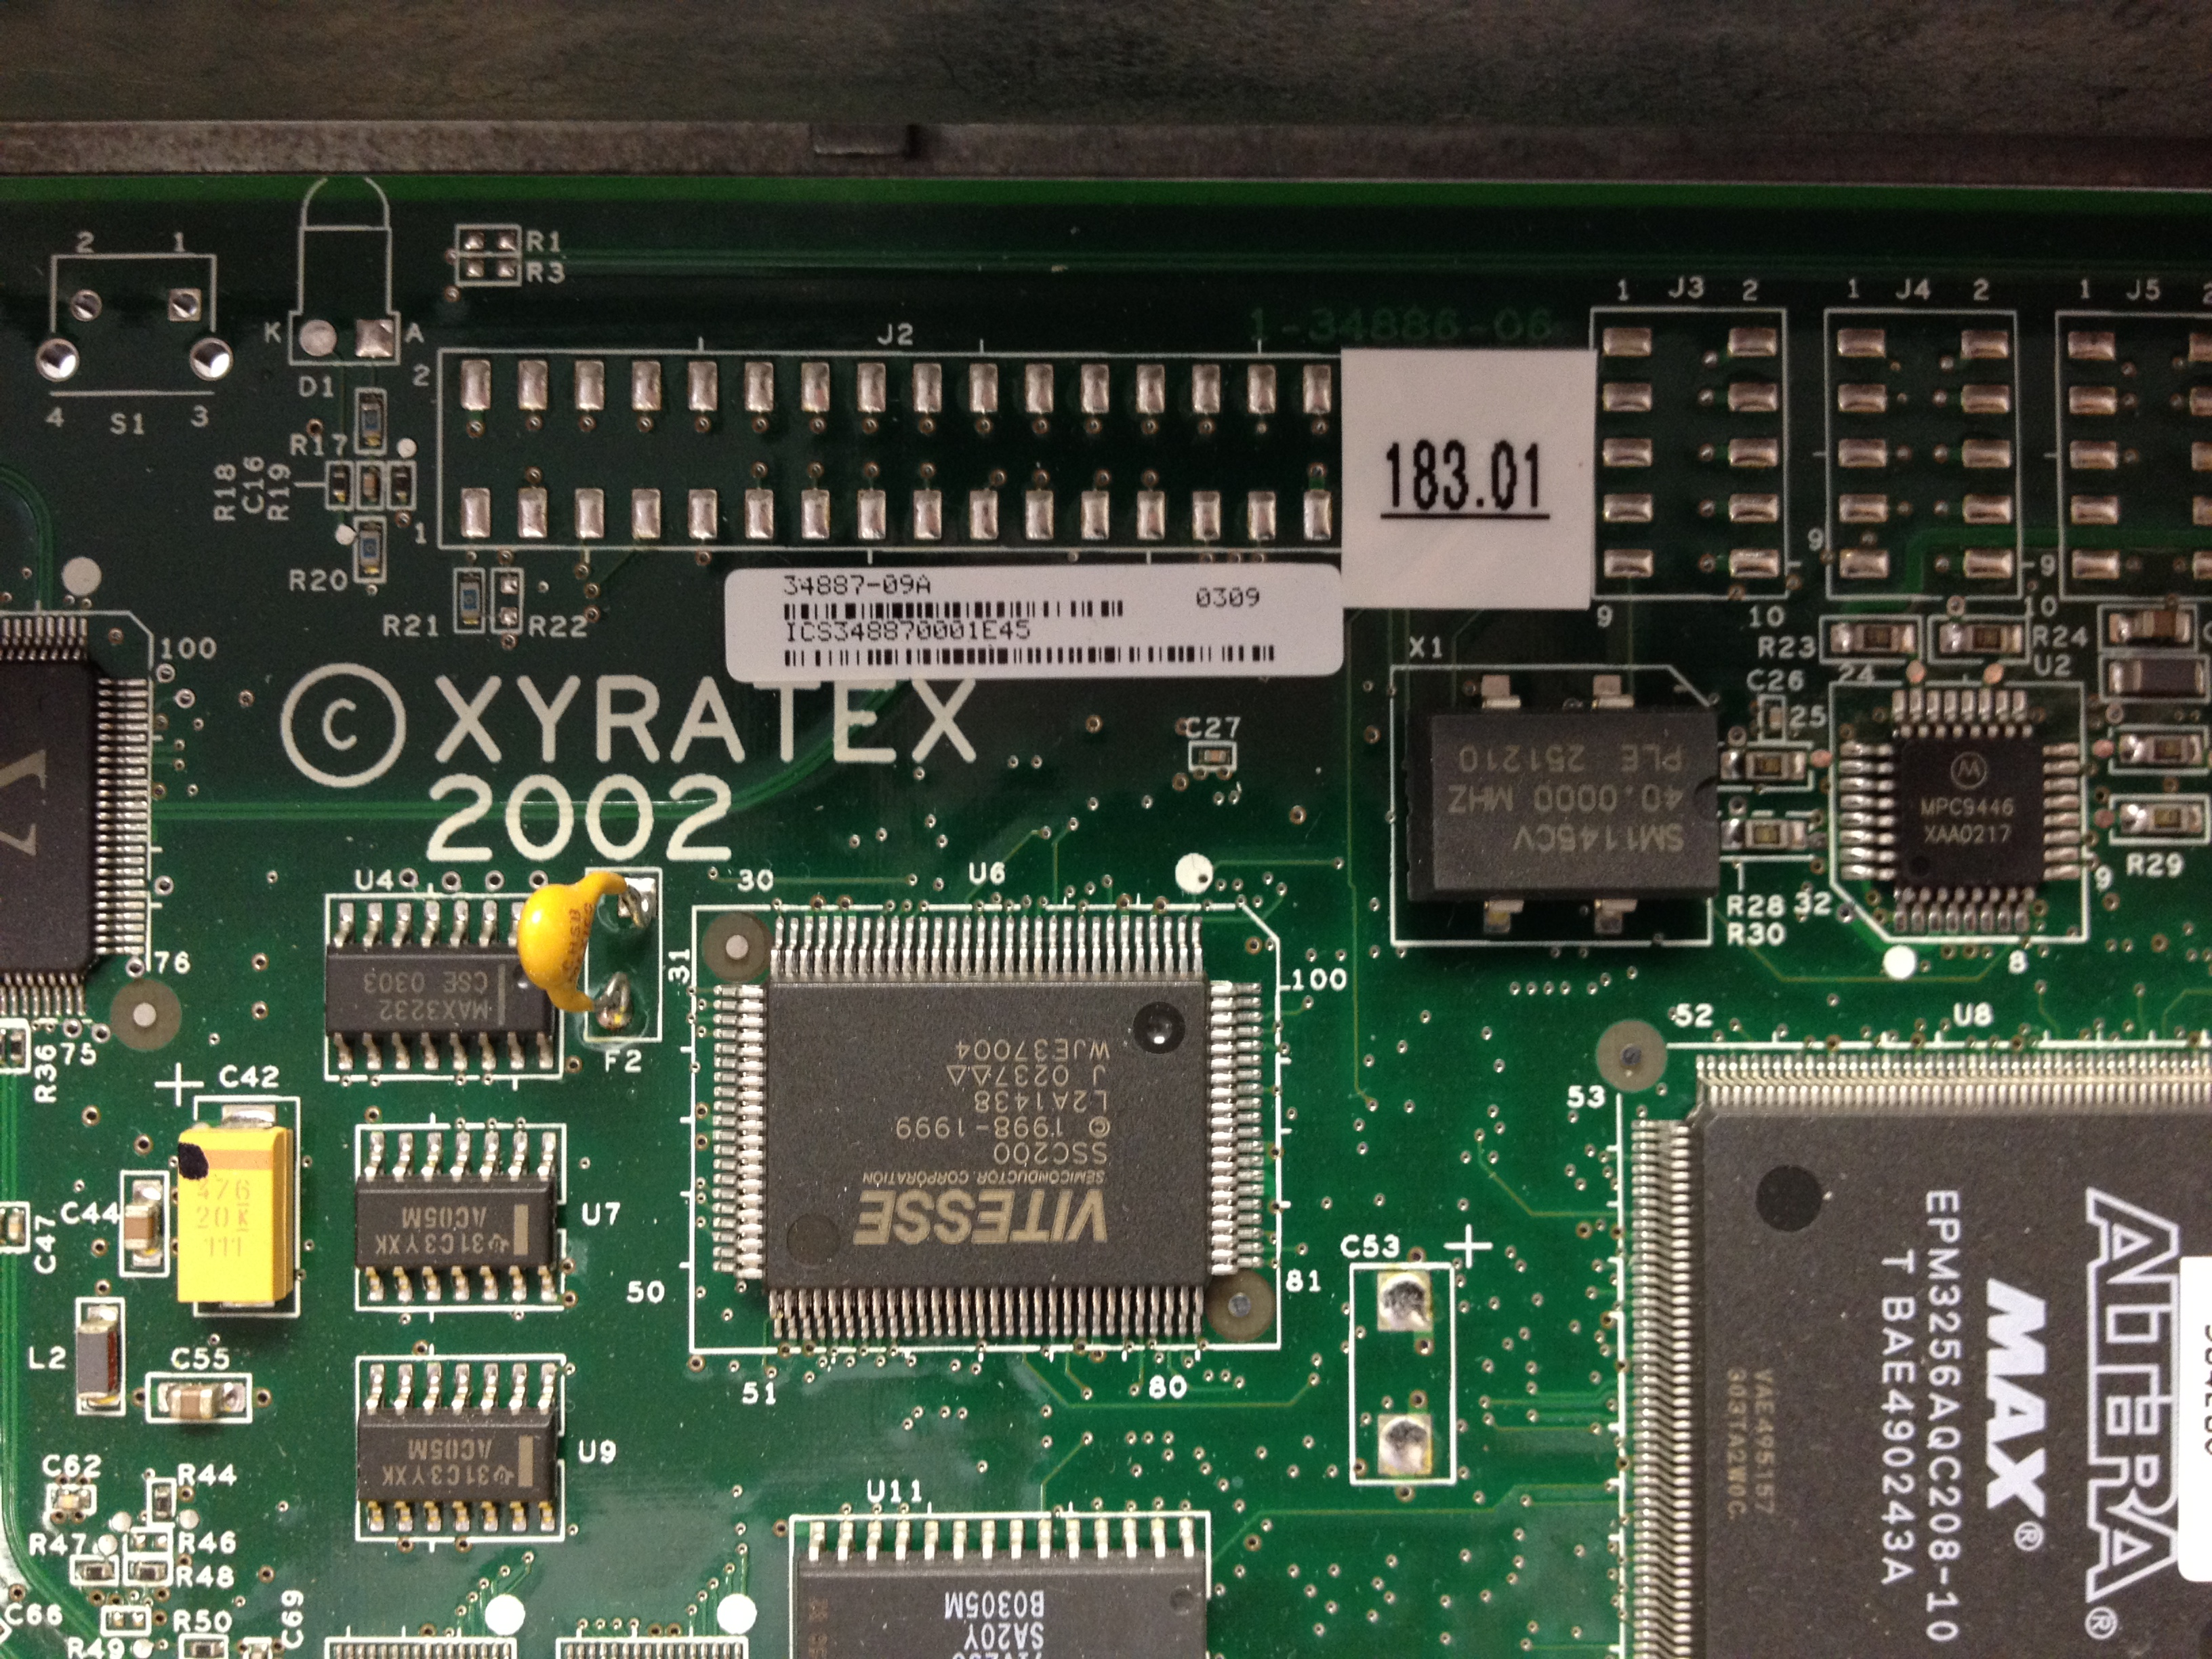 2 1
4 S1 3
K A
D1
R1
R3
J2
2
1
1-34886-06
183.01
1 J3 2
9 10
1 J4 2
9
9
10
1 J5 2
R17
R18
C16
R19
R20
R21
R22
34887-09A
0309
ICS348870001E45
© XYRATEX
2002
100
76
75
R36
C27
X1
SM1145CV
40.0000 MHZ
PLE 251210
R23
R24
U2
24
C26
25
MPC9446
XAA0217
R28
R30
32
8
9
R29
U4
MAX3232
CSE 0303
F2
30
U6
31
100
VITESSE
SEMICONDUCTOR CORPORATION
SSC200
© 1998-1999
L2A1438
J 0237
WJE37004
50
51
80
81
52
U8
53
ALTERA®
MAX®
EPM3256AQC208-10
T BAE490243A
VAE495157
303TA2W0C
C42
476
20K
111
C44
C47
U7
31C3YXK
AC05M
L2
C55
U9
31C3YXK
AC05M
C53
U11
SA20Y
B0305M
C62
R44
R47
R46
R48
C66
R50
R49
C69